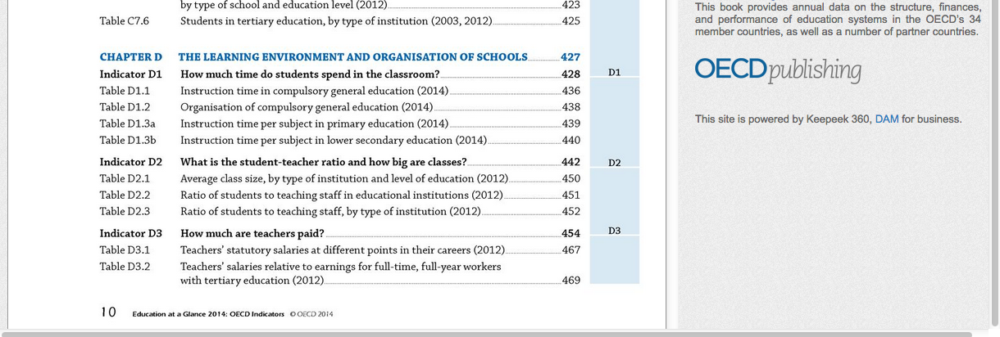 by type of school and education level (2012) 423
Table C7.6 Students in tertiary education, by type of institution (2003, 2012) 425
CHAPTER D THE LEARNING ENVIRONMENT AND ORGANISATION OF SCHOOLS 427
Indicator D1 How much time do students spend in the classroom? 428
Table D1.1 Instruction time in compulsory general education (2014) 436
Table D1.2 Organisation of compulsory general education (2014) 438
Table D1.3a Instruction time per subject in primary education (2014) 439
Table D1.3b Instruction time per subject in lower secondary education (2014) 440
Indicator D2 What is the student-teacher ratio and how big are classes? 442
Table D2.1 Average class size, by type of institution and level of education (2012) 450
Table D2.2 Ratio of students to teaching staff in educational institutions (2012) 451
Table D2.3 Ratio of students to teaching staff, by type of institution (2012) 452
Indicator D3 How much are teachers paid? 454
Table D3.1 Teachers' statutory salaries at different points in their careers (2012) 467
Table D3.2 Teachers' salaries relative to earnings for full-time, full-year workers
with tertiary education (2012) 469
D1
D2
D3
10 Education at a Glance 2014: OECD Indicators © OECD 2014
This book provides annual data on the structure, finances,
and performance of education systems in the OECD's 34
member countries, as well as a number of partner countries.
OECDpublishing
This site is powered by Keepeek 360, DAM for business.